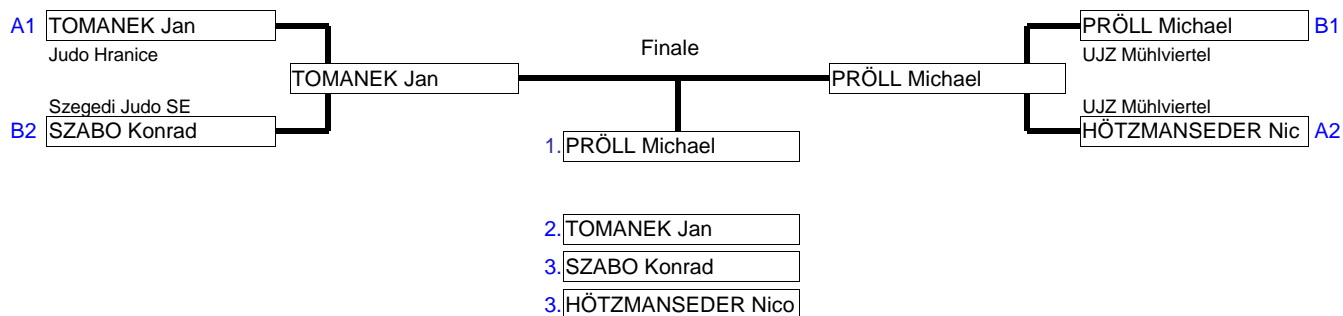 A1 TOMANEK Jan
Judo Hranice
TOMANEK Jan
Szegedi Judo SE
B2 SZABO Konrad
Finale
PRÖLL Michael B1
UJZ Mühlviertel
PRÖLL Michael
UJZ Mühlviertel
HÖTZMANSEDER Nic A2
1. PRÖLL Michael
2. TOMANEK Jan
3. SZABO Konrad
3. HÖTZMANSEDER Nico